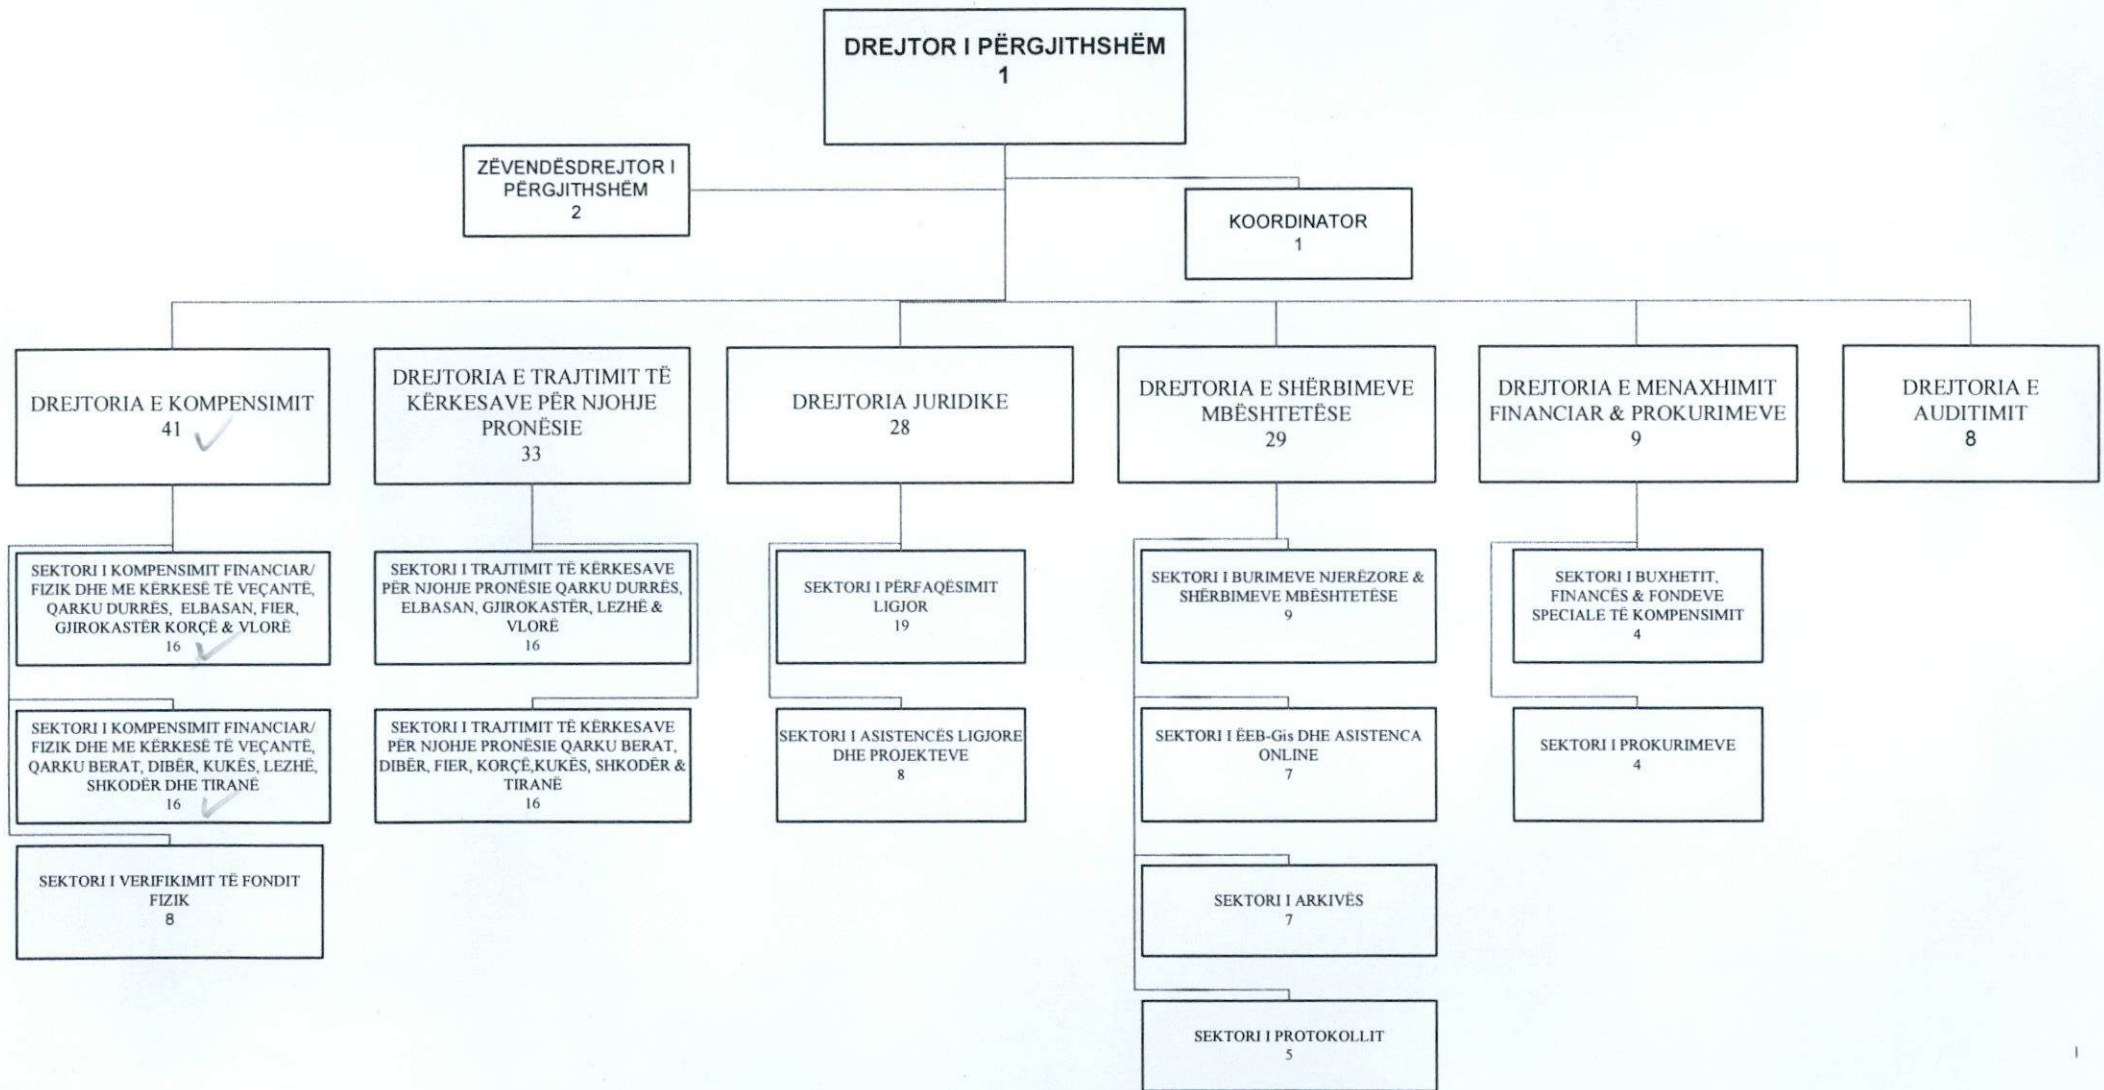 DREJTOR I PËRGJITHSHËM
1
ZËVENDËSDREJTOR I
PËRGJITHSHËM
2
KOORDINATOR
1
DREJTORIA E KOMPENSIMIT
41
DREJTORIA E TRAJTIMIT TË
KËRKESAVE PËR NJOHJE
PRONËSIE
33
DREJTORIA JURIDIKE
28
DREJTORIA E SHËRBIMEVE
MBËSHTETËSE
29
DREJTORIA E MENAXHIMIT
FINANCIAR & PROKURIMEVE
9
DREJTORIA E
AUDITIMIT
8
SEKTORI I KOMPENSIMIT FINANCIAR/
FIZIK DHE ME KËRKESË TË VEÇANTË,
QARKU DURRËS, ELBASAN, FIER,
GJIROKASTËR KORÇË & VLORË
16
SEKTORI I TRAJTIMIT TË KËRKESAVE
PËR NJOHJE PRONËSIE QARKU DURRËS,
ELBASAN, GJIROKASTËR, LEZHË &
VLORË
16
SEKTORI I PËRFAQËSIMIT
LIGJOR
19
SEKTORI I BURIMEVE NJERËZORE &
SHËRBIMEVE MBËSHTETËSE
9
SEKTORI I BUXHETIT,
FINANCËS & FONDEVE
SPECIALE TË KOMPENSIMIT
4
SEKTORI I KOMPENSIMIT FINANCIAR/
FIZIK DHE ME KËRKESË TË VEÇANTË,
QARKU BERAT, DIBËR, KUKËS, LEZHË,
SHKODËR DHE TIRANË
16
SEKTORI I TRAJTIMIT TË KËRKESAVE
PËR NJOHJE PRONËSIE QARKU BERAT,
DIBËR, FIER, KORÇË,KUKËS, SHKODËR &
TIRANË
16
SEKTORI I ASISTENCËS LIGJORE
DHE PROJEKTEVE
8
SEKTORI I ËEB-Gis DHE ASISTENCA
ONLINE
7
SEKTORI I PROKURIMEVE
4
SEKTORI I VERIFIKIMIT TË FONDIT
FIZIK
8
SEKTORI I ARKIVËS
7
SEKTORI I PROTOKOLLIT
5
1